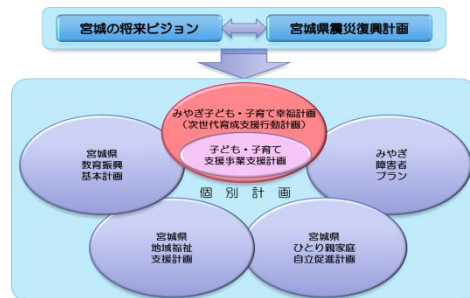 宮城の将来ビジョン
宮城県震災復興計画
みやぎ子ども・子育て幸福計画
(次世代育成支援行動計画)
子ども・子育て
支援事業支援計画
宮城県
教育振興
基本計画
みやぎ
障害者
プラン
個別計画
宮城県
地域福祉
支援計画
宮城県
ひとり親家庭
自立促進計画